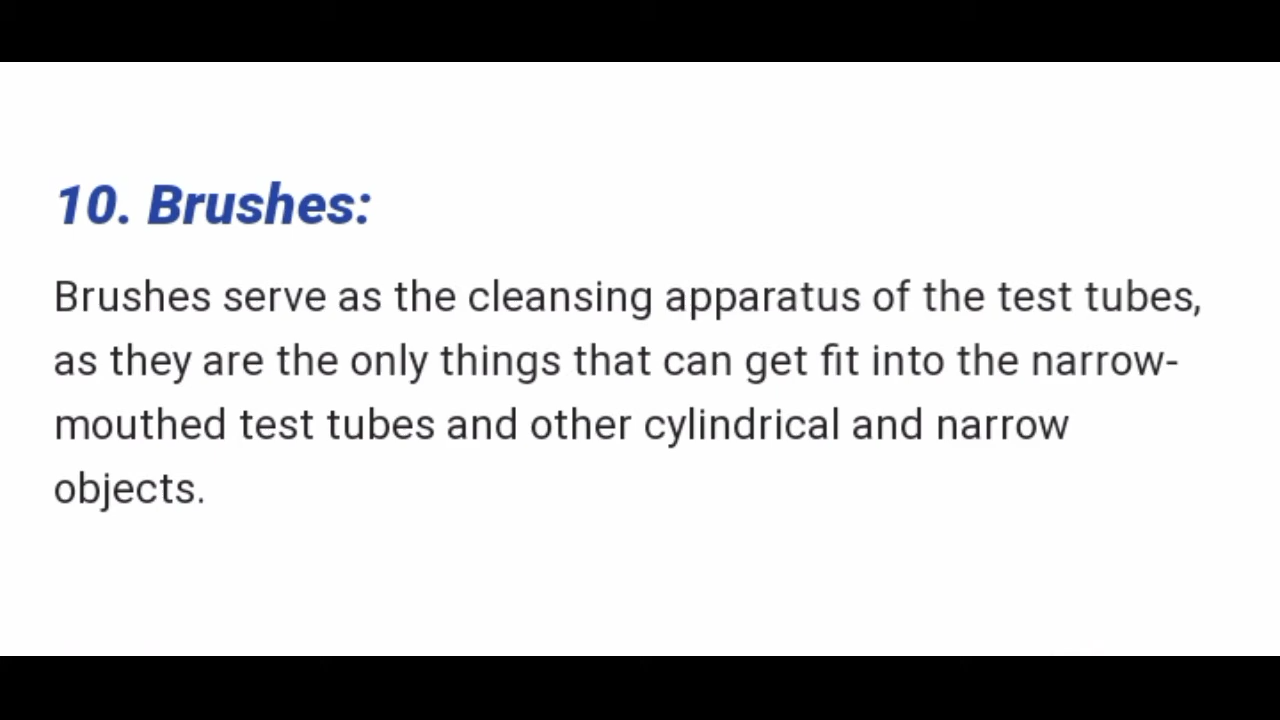 10. Brushes:
Brushes serve as the cleansing apparatus of the test tubes,
as they are the only things that can get fit into the narrow-
mouthed test tubes and other cylindrical and narrow
objects.